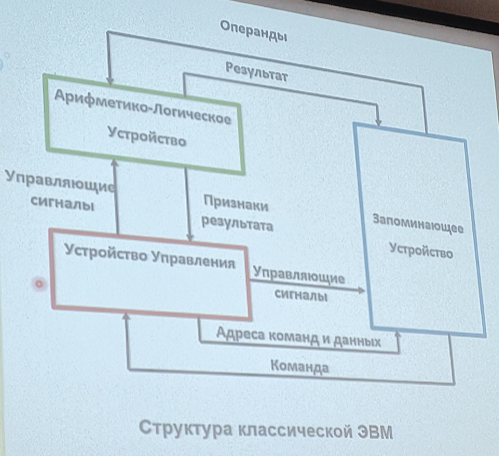 Операнды
Результат
Арифметико-Логическое
Устройство
Управляющие
сигналы
Признаки
результата
Запоминающее
Устройство
Устройство Управления
Управляющие
сигналы
Адреса команд и данных
Команда
Структура классической ЭВМ